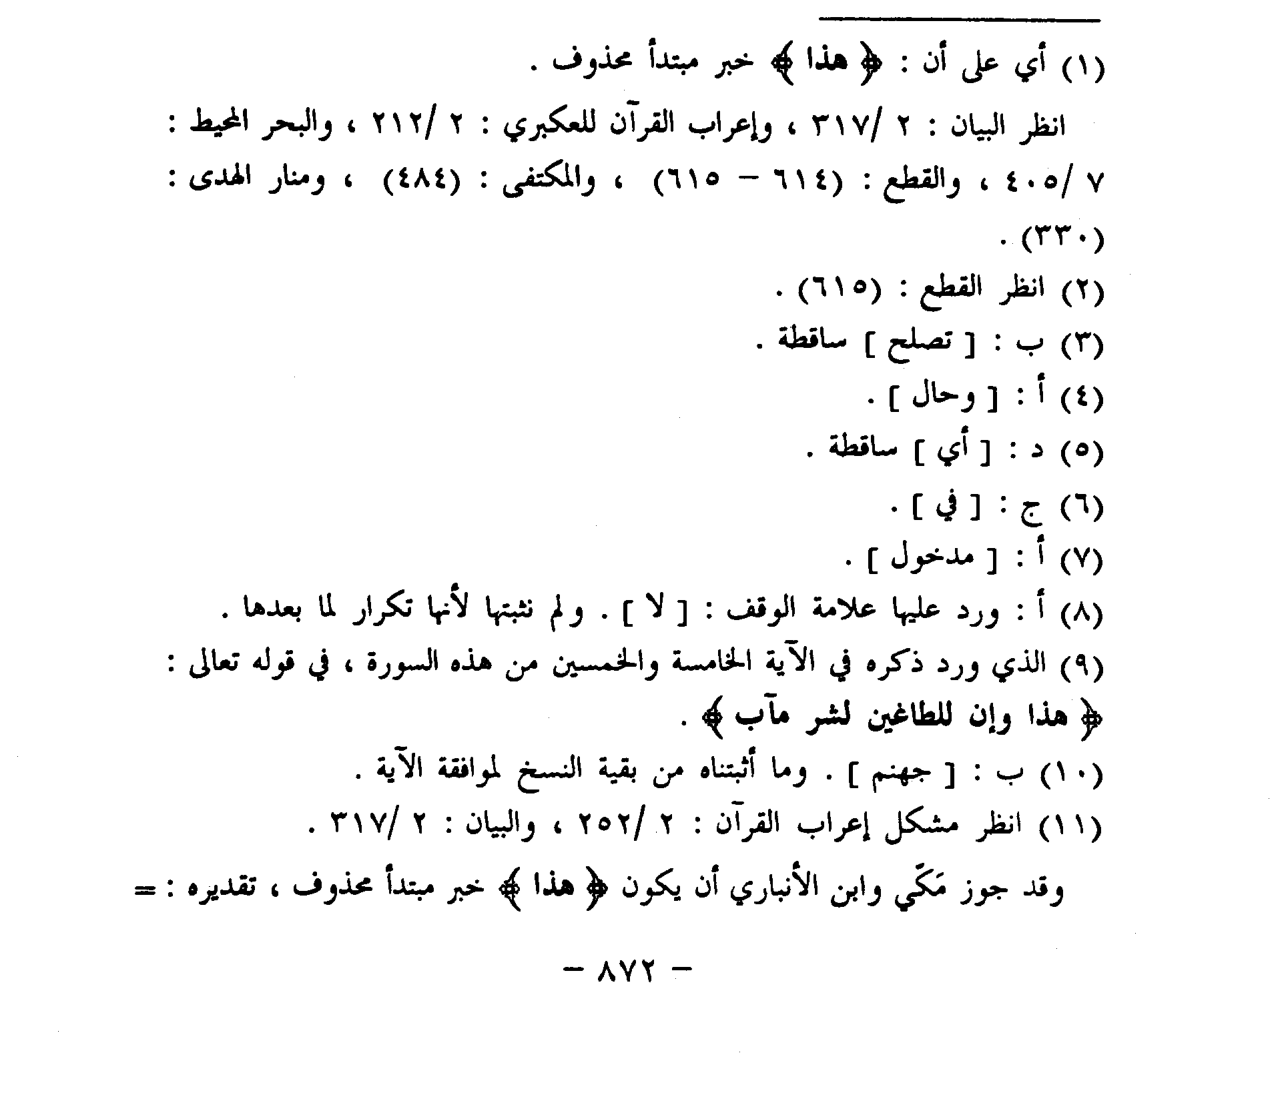 (١) أي على أن : ﴿ هذا ﴾ خبر مبتدأ محذوف .
انظر البيان : ٢ /٣١٧ ، وإعراب القرآن للعكبري : ٢ /٢١٢ ، والبحر المحيط :
٧ /٤٠٥ ، والقطع : (٦١٤ – ٦١٥) ، والمكتفى : (٤٨٤) ، ومنار الهدى :
(٣٣٠) .
(٢) انظر القطع : (٦١٥) .
(٣) ب : [ تصلح ] ساقطة .
(٤) أ : [ وحال ] .
(٥) د : [ أي ] ساقطة .
(٦) ج : [ في ] .
(٧) أ : [ مدخول ] .
(٨) أ : ورد عليها علامة الوقف : [ لا ] . ولم نثبتها لأنها تكرار لما بعدها .
(٩) الذي ورد ذكره في الآية الخامسة والخمسين من هذه السورة ، في قوله تعالى :
﴿ هذا وإن للطاغين لشر مآب ﴾ .
(١٠) ب : [ جهنم ] . وما أثبتناه من بقية النسخ لموافقة الآية .
(١١) انظر مشكل إعراب القرآن : ٢ /٢٥٢ ، والبيان : ٢ /٣١٧ .
وقد جوز مَكّي وابن الأنباري أن يكون ﴿ هذا ﴾ خبر مبتدأ محذوف ، تقديره : =
– ٨٧٢ –